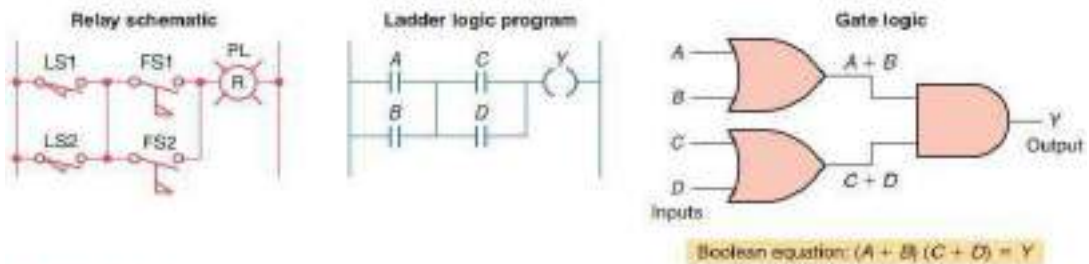 Relay schematic
LS1
FS1
PL
R
LS2
FS2
Ladder logic program
A
C
Y
B
D
Gate logic
A
A + B
B
Y
Output
C
D
C + D
Inputs
Boolean equation: (A + B) (C + D) = Y